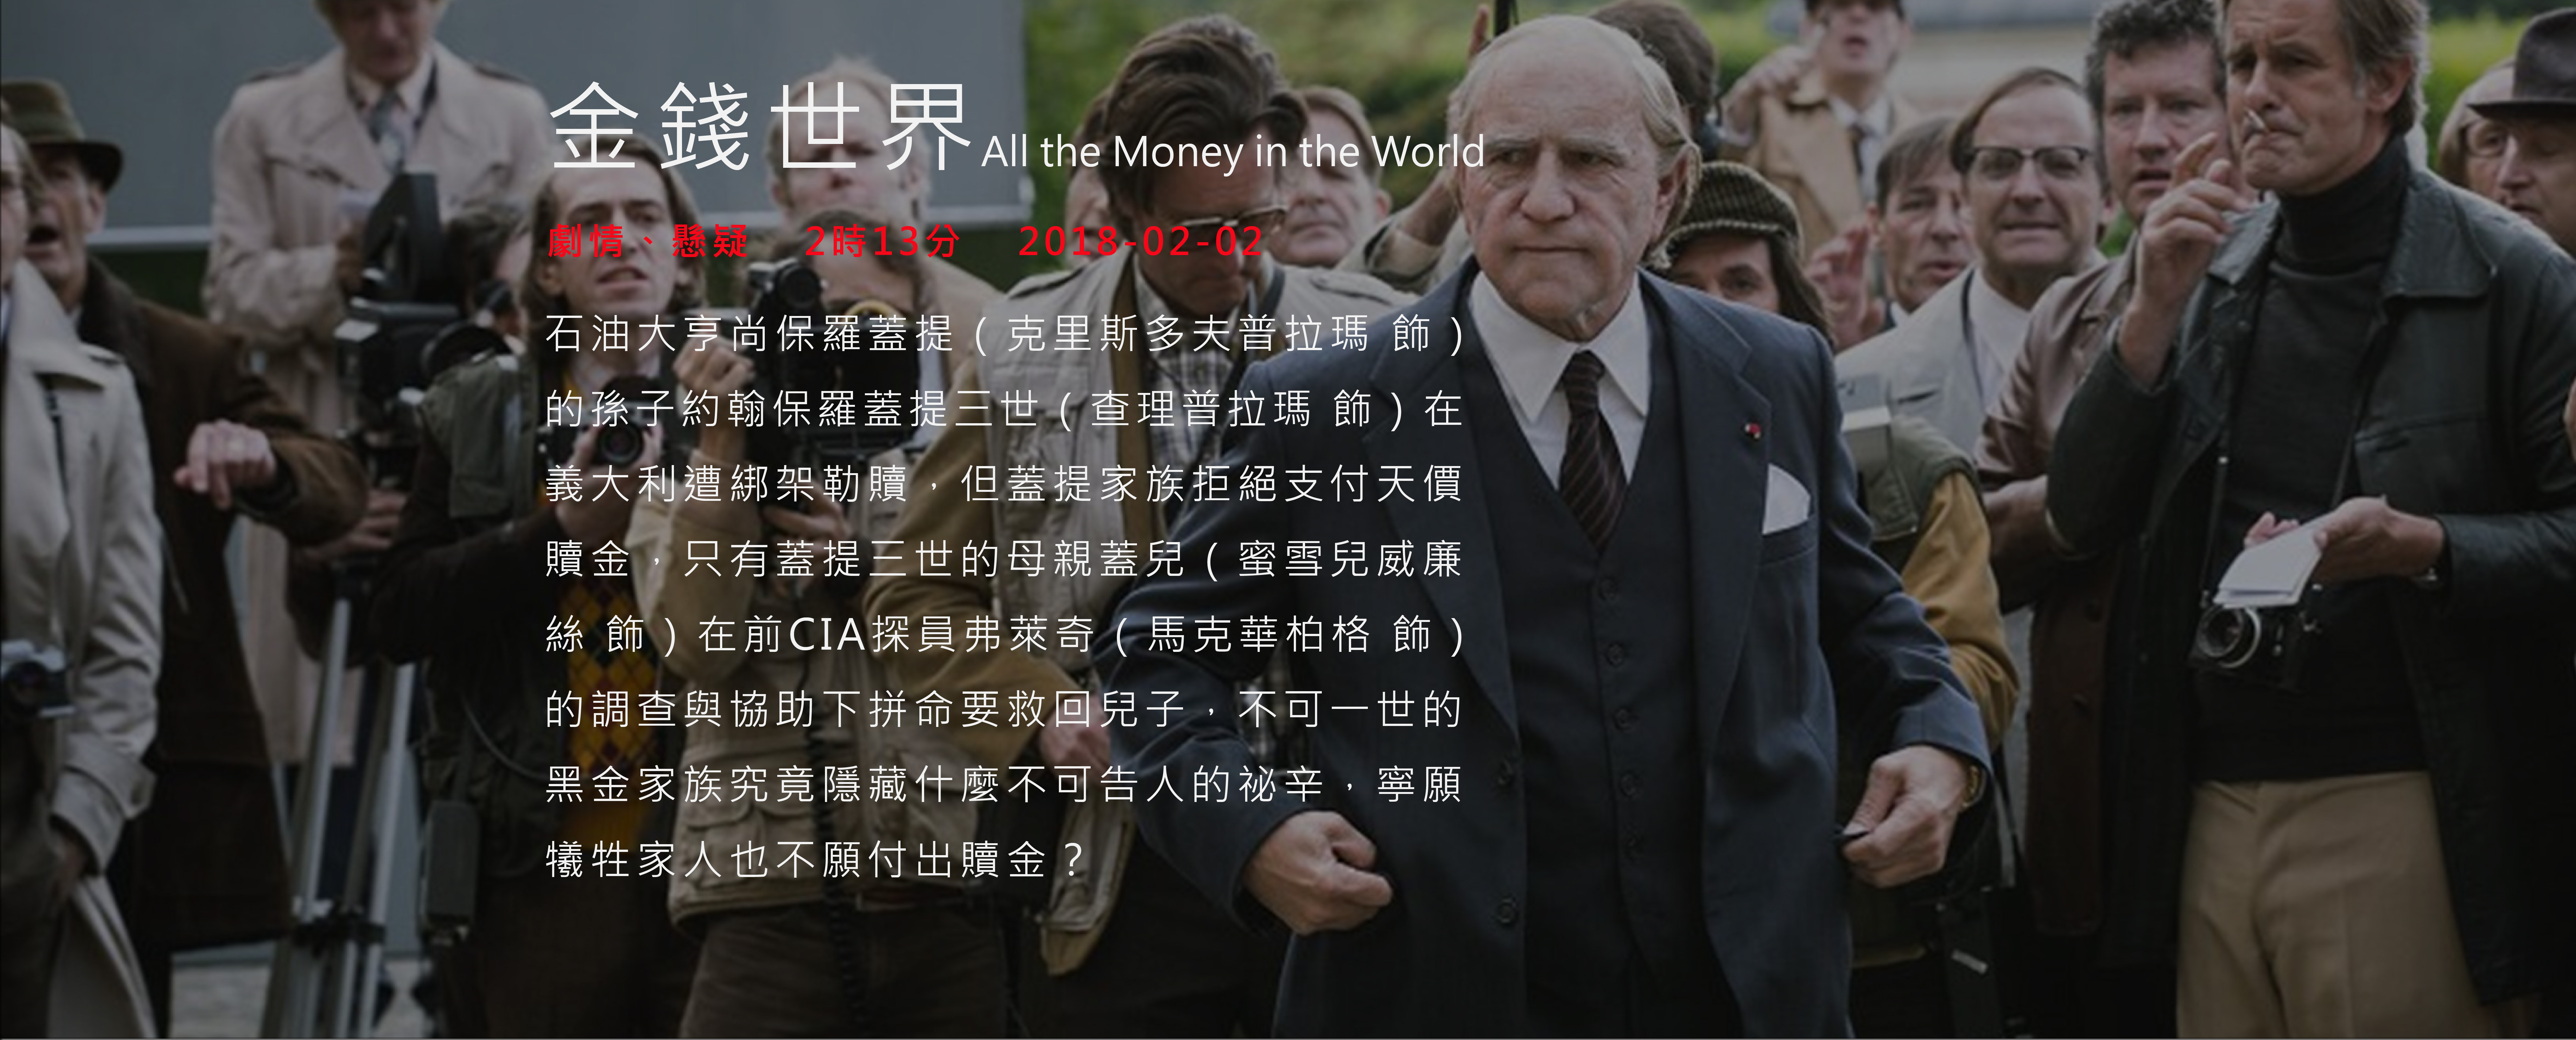 金錢世界 All the Money in the World
劇情、懸疑 2時13分 2018-02-02
石油大亨尚保羅蓋提(克里斯多夫普拉瑪 飾)
的孫子約翰保羅蓋提三世(查理普拉瑪 飾)在
義大利遭綁架勒贖，但蓋提家族拒絕支付天價
贖金，只有蓋提三世的母親蓋兒(蜜雪兒威廉
絲 飾)在前CIA探員弗萊奇(馬克華柏格 飾)
的調查與協助下拼命要救回兒子，不可一世的
黑金家族究竟隱藏什麼不可告人的祕辛，寧願
犧牲家人也不願付出贖金？